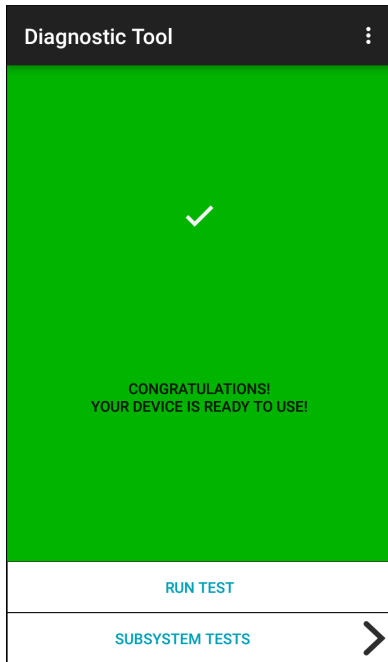 Diagnostic Tool
CONGRATULATIONS!
YOUR DEVICE IS READY TO USE!
RUN TEST
SUBSYSTEM TESTS